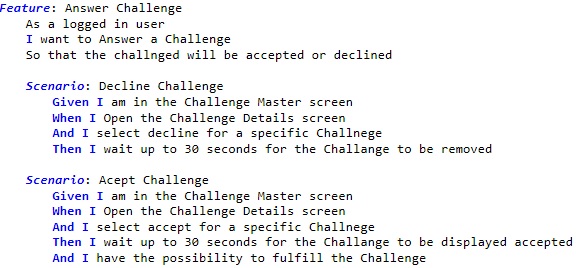 Feature: Answer Challenge
As a logged in user
I want to Answer a Challenge
So that the challnged will be accepted or declined
Scenario: Decline Challenge
Given I am in the Challenge Master screen
When I Open the Challenge Details screen
And I select decline for a specific Challnege
Then I wait up to 30 seconds for the Challange to be removed
Scenario: Acept Challenge
Given I am in the Challenge Master screen
When I Open the Challenge Details screen
And I select accept for a specific Challnege
Then I wait up to 30 seconds for the Challange to be displayed accepted
And I have the possibility to fulfill the Challenge